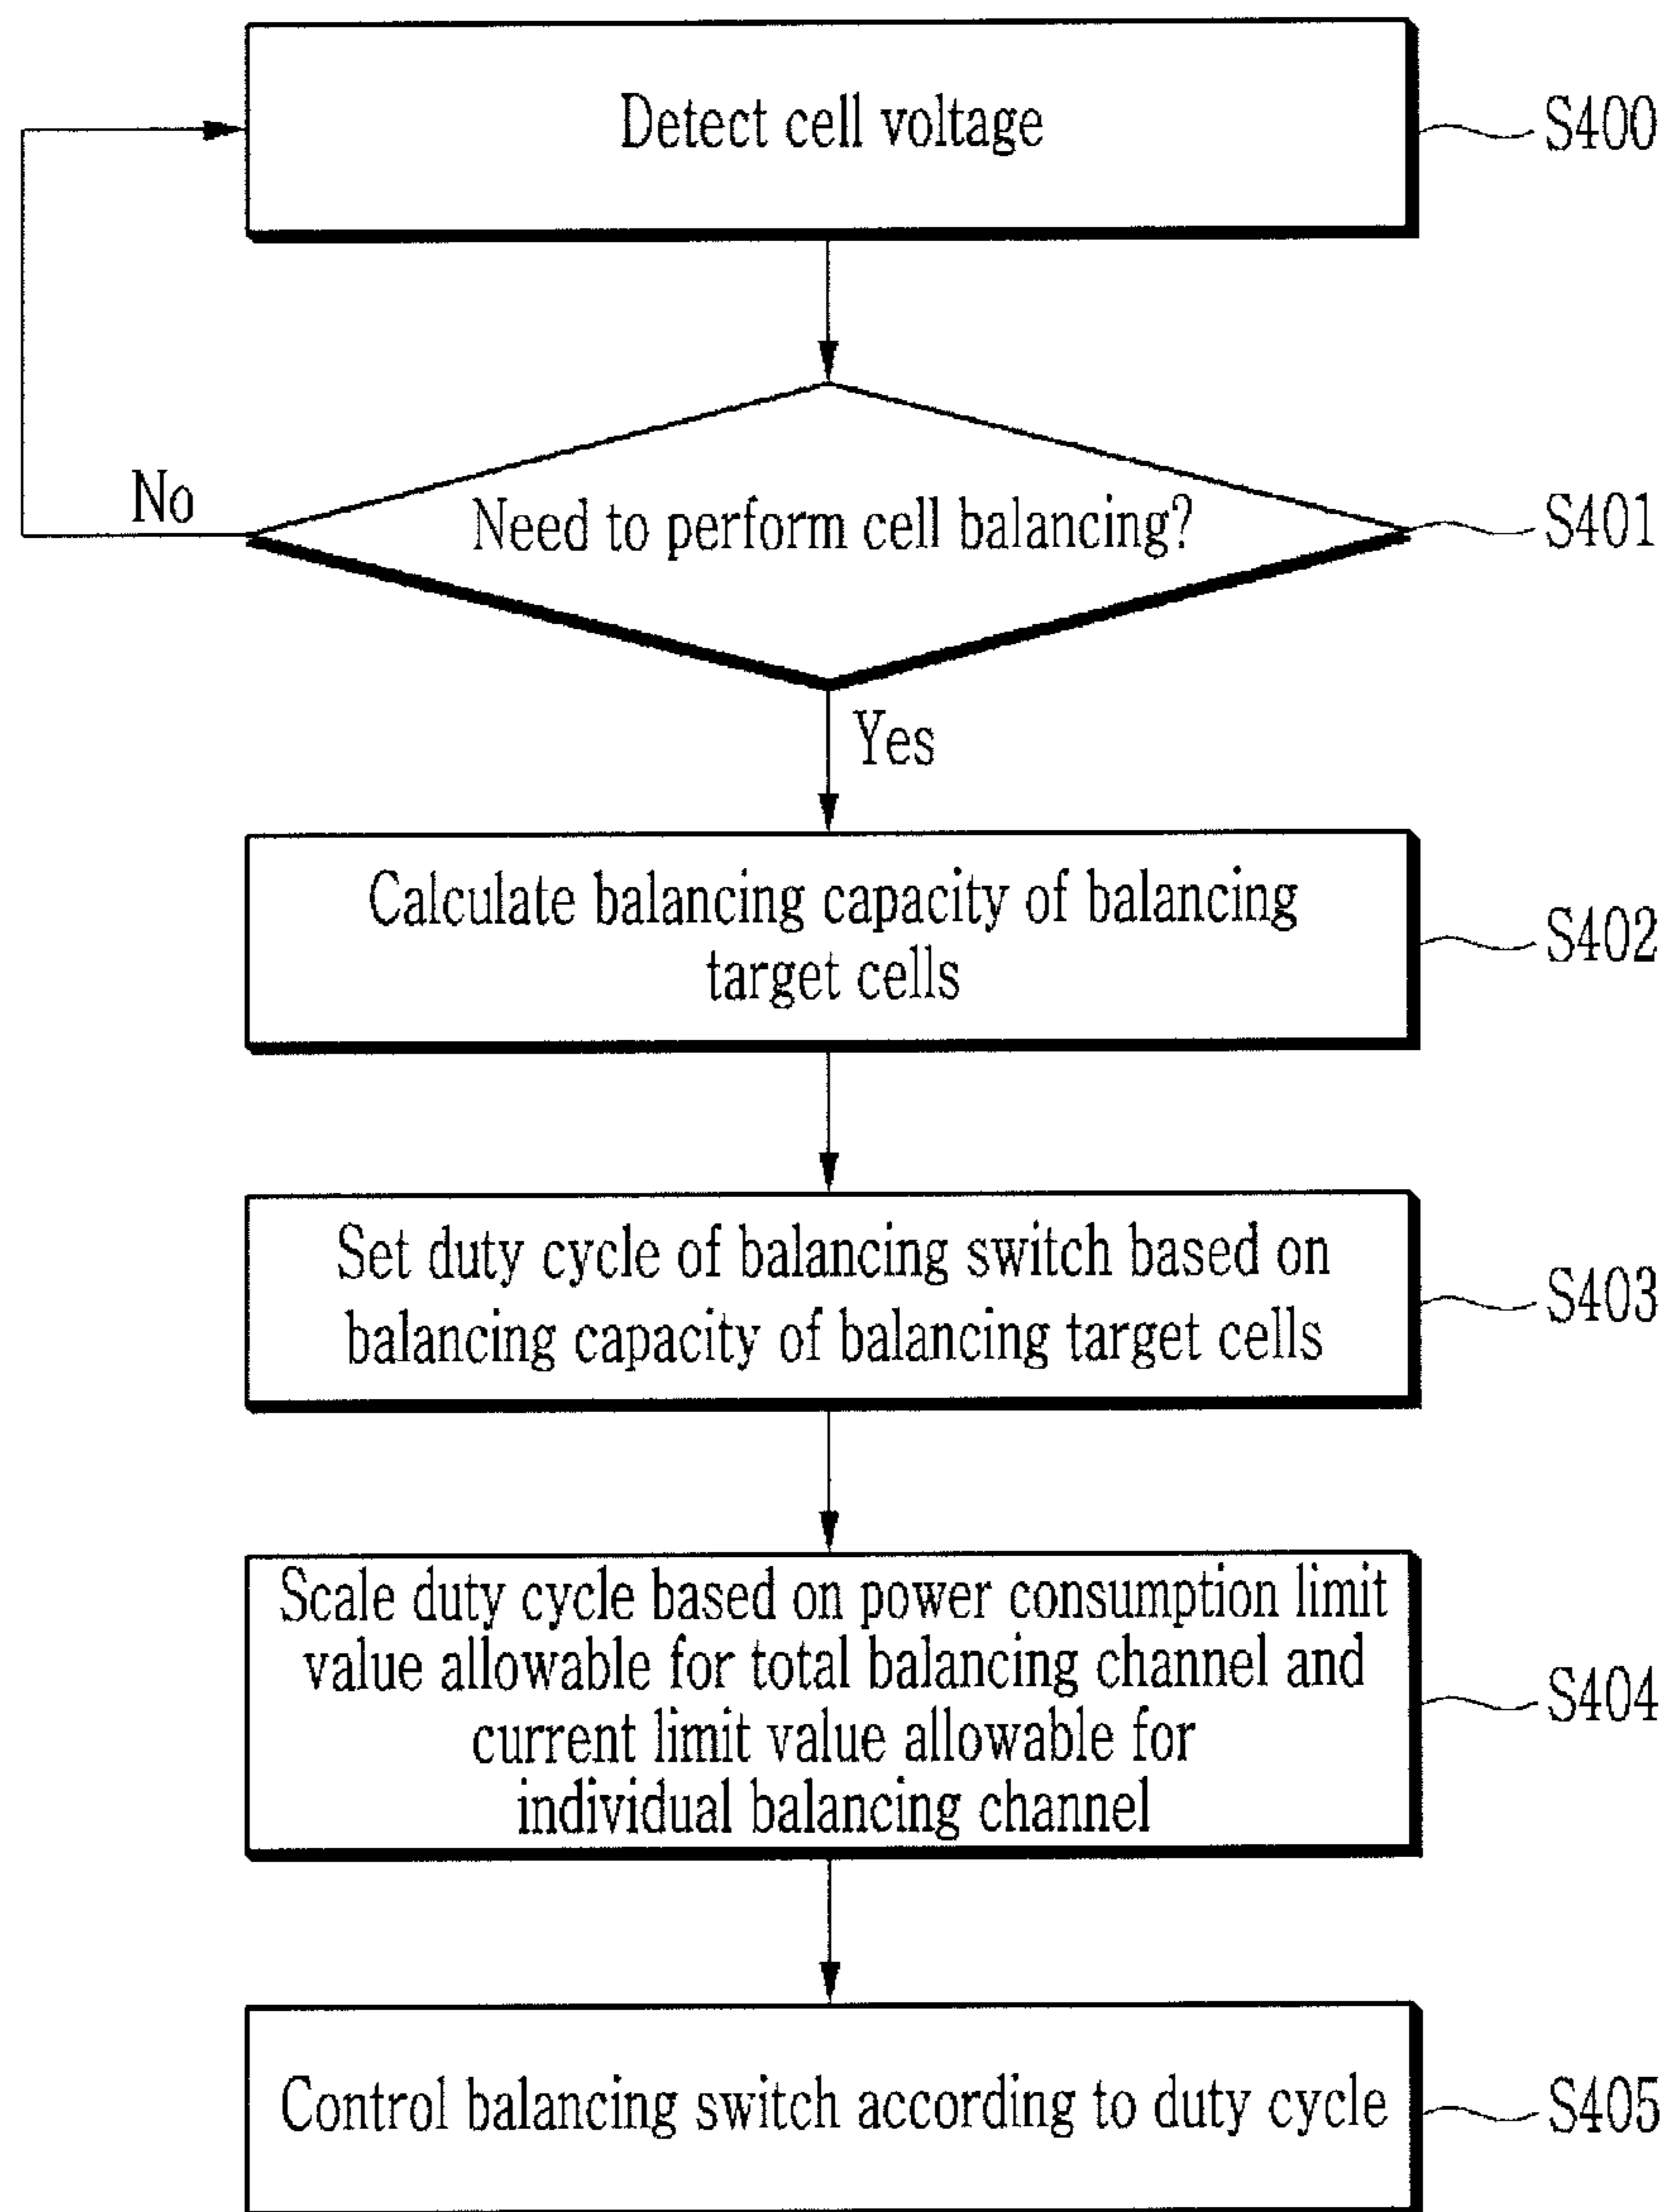 Detect cell voltage
S400
No
Need to perform cell balancing?
S401
Yes
Calculate balancing capacity of balancing
target cells
S402
Set duty cycle of balancing switch based on
balancing capacity of balancing target cells
S403
Scale duty cycle based on power consumption limit
value allowable for total balancing channel and
current limit value allowable for
individual balancing channel
S404
Control balancing switch according to duty cycle
S405